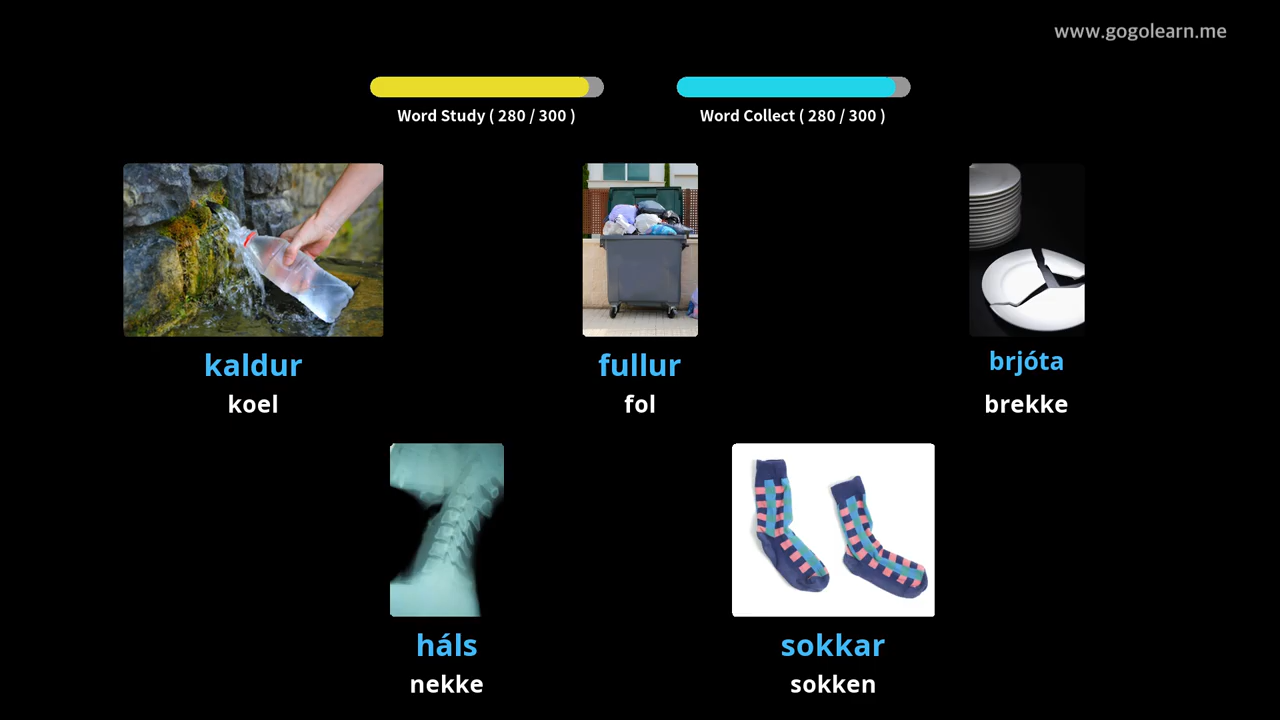 www.gogolearn.me
Word Study ( 280 / 300 )
Word Collect ( 280 / 300 )
kaldur
koel
fullur
fol
brjóta
brekke
háls
nekke
sokkar
sokken